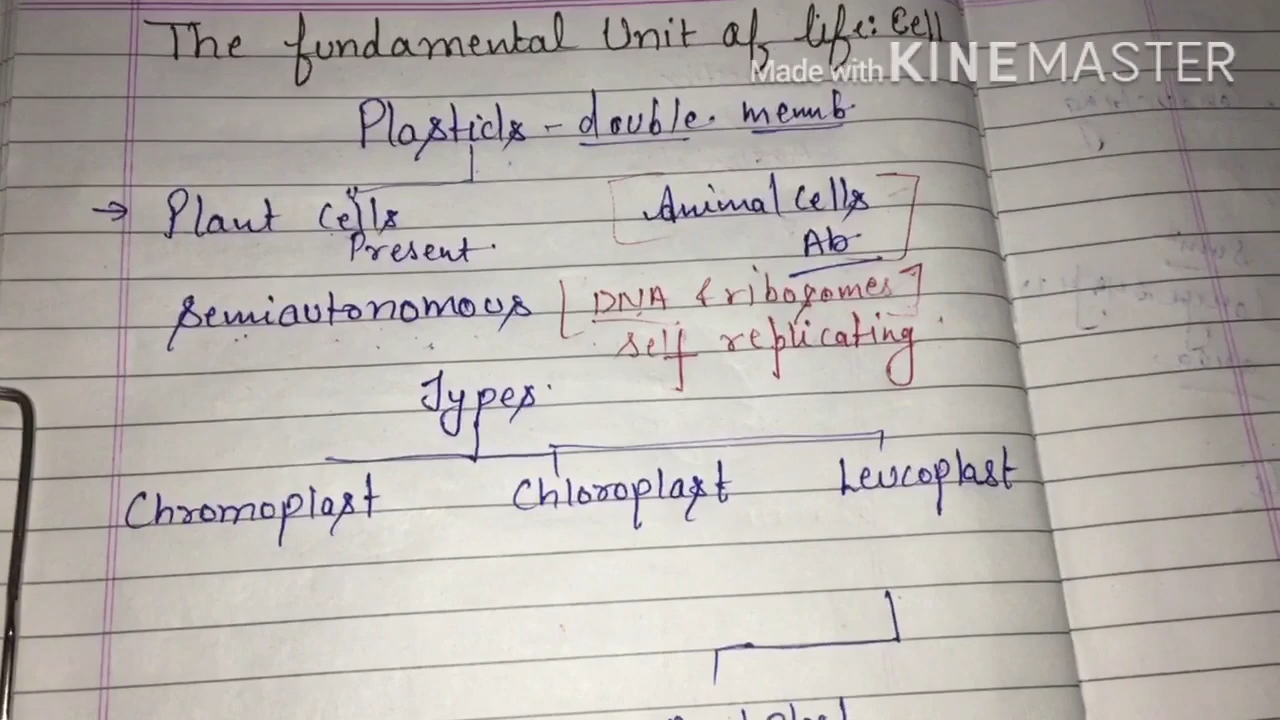 The fundamental Unit of life: Cell
Made with KINEMASTER
Plastids - double memb.
→ Plant Cells
Present.
Animal Cells
Ab
Semiautonomous [DNA & ribosomes]
self replicating
Types
Chromoplast Chloroplast Leucoplast